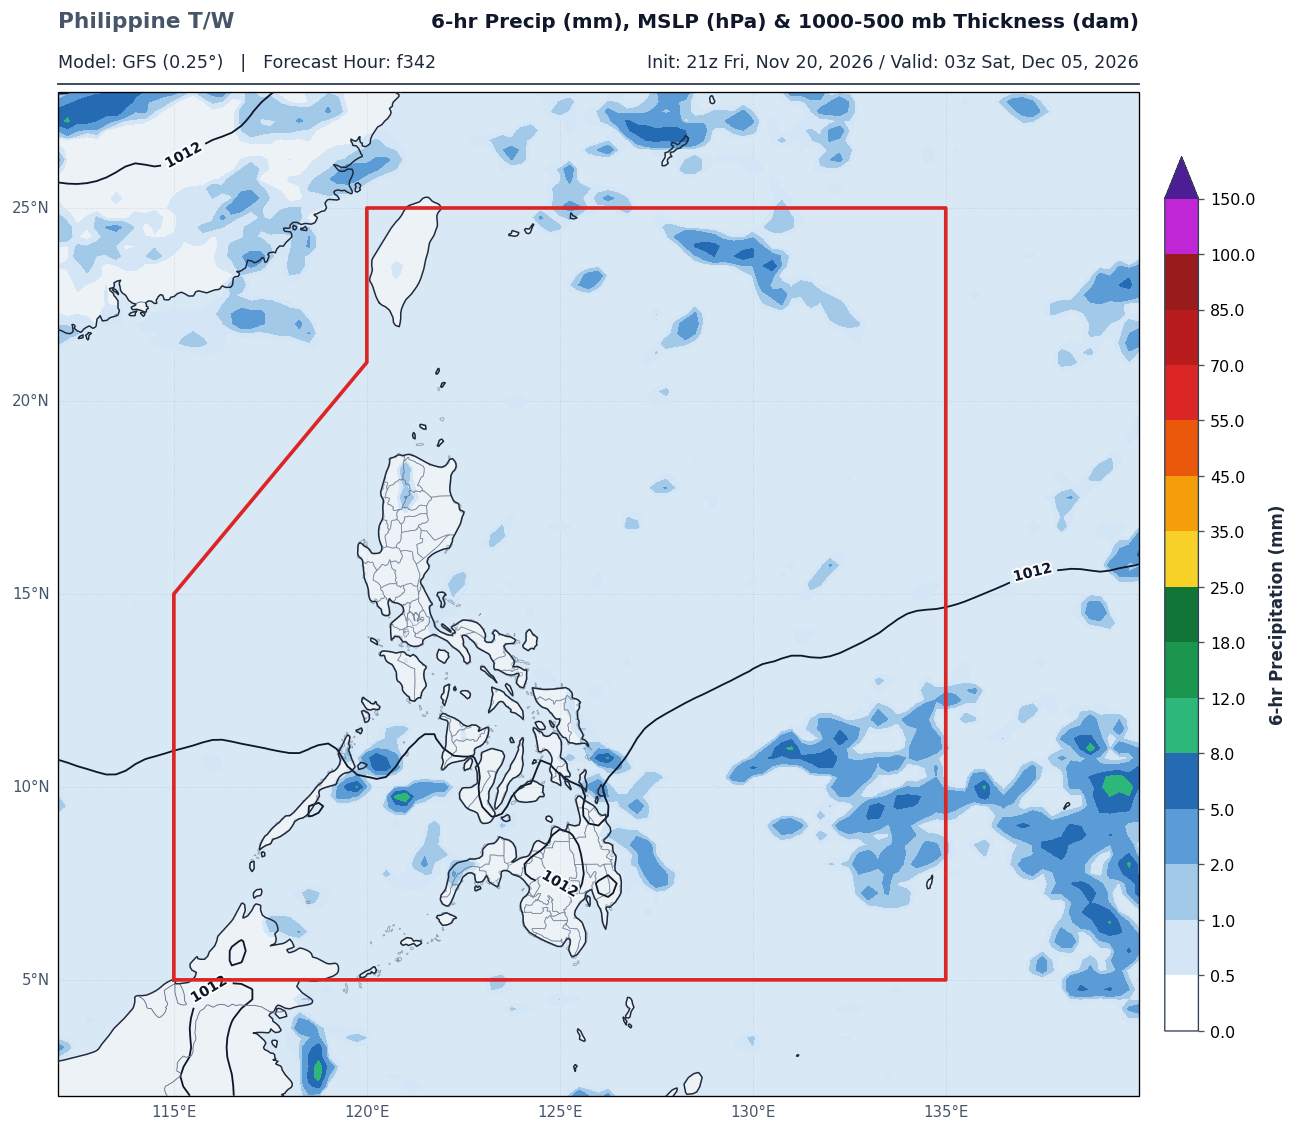 Philippine T/W
6-hr Precip (mm), MSLP (hPa) & 1000-500 mb Thickness (dam)
Model: GFS (0.25°) | Forecast Hour: f342
Init: 21z Fri, Nov 20, 2026 / Valid: 03z Sat, Dec 05, 2026
1012
1012
1012
1012
25°N
20°N
15°N
10°N
5°N
115°E
120°E
125°E
130°E
135°E
150.0
100.0
85.0
70.0
55.0
45.0
35.0
25.0
18.0
12.0
8.0
5.0
2.0
1.0
0.5
0.0
6-hr Precipitation (mm)